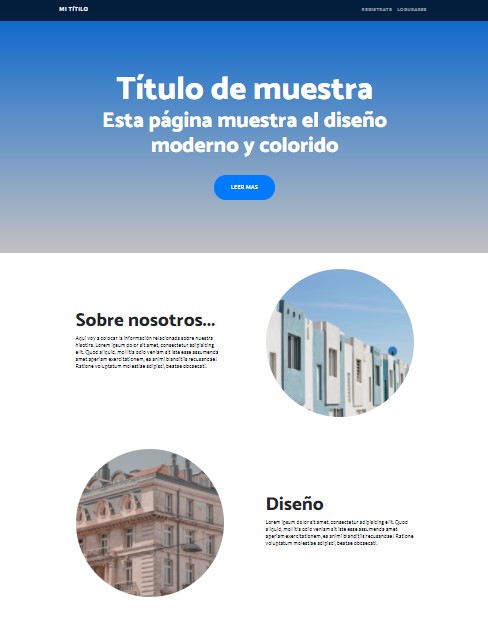 MI TÍTILO
REGISTRATE LOGUEARSE
Título de muestra
Esta página muestra el diseño
moderno y colorido
LEER MAS
Sobre nosotros...
Aquí voy a colocar la información relacionada sobre nuestra
hisotira. Lorem ipsum dolor sit amet, consectetur adipisicing
elit. Quod aliquid, mollitia odio veniam sit iste esse assumenda
amet aperiam exercitationem, ea animi blanditiis recusandae!
Ratione voluptatum molestiae adipisci, beatae obcaecati.
Diseño
Lorem ipsum dolor sit amet, consectetur adipisicing elit. Quod
aliquid, mollitia odio veniam sit iste esse assumenda amet
aperiam exercitationem, ea animi blanditiis recusandae! Ratione
voluptatum molestiae adipisci, beatae obcaecati.